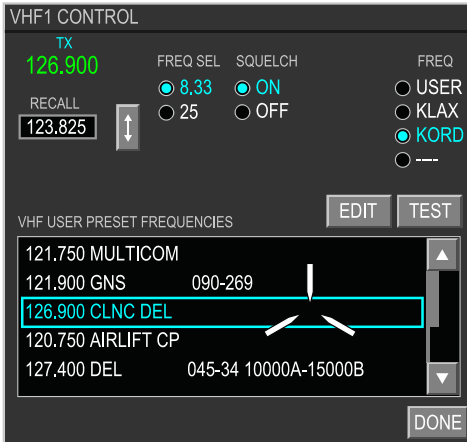 VHF1 CONTROL
TX
126.900
RECALL
123.825
FREQ SEL
8.33
25
SQUELCH
ON
OFF
FREQ
USER
KLAX
KORD
----
EDIT
TEST
VHF USER PRESET FREQUENCIES
121.750 MULTICOM
121.900 GNS 090-269
126.900 CLNC DEL
120.750 AIRLIFT CP
127.400 DEL 045-34 10000A-15000B
DONE